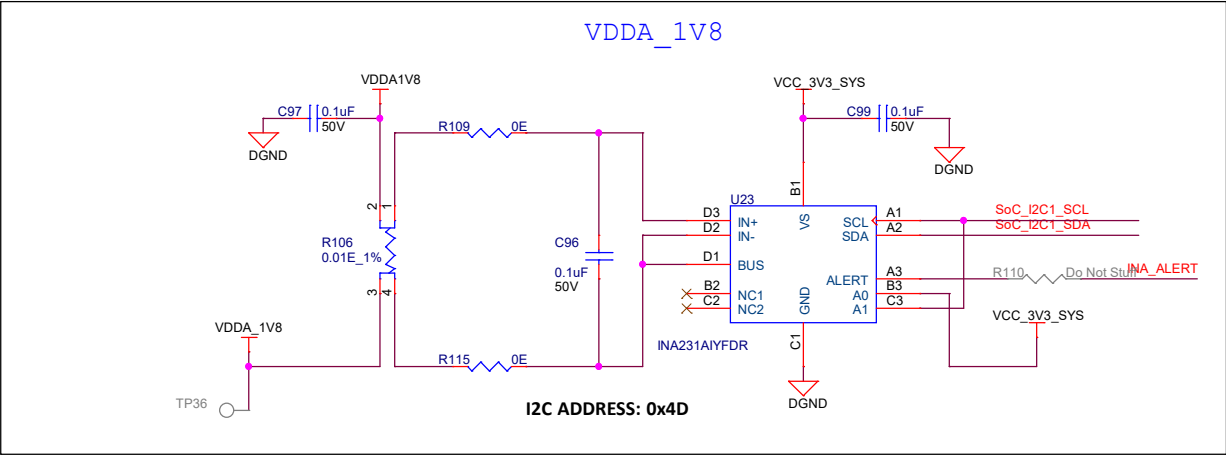 VDDA_1V8
VDDA1V8
VCC_3V3_SYS
C97 0.1uF
50V
C99 0.1uF
50V
R109 0E
DGND
DGND
B1
U23
2 1
D3 IN+ VS SCL A1 SoC_I2C1_SCL
D2 IN- SDA A2 SoC_I2C1_SDA
R106
0.01E_1%
C96
0.1uF
50V
D1 BUS
ALERT A3 R110 Do Not Stuff INA_ALERT
B2 NC1 A0 B3
C2 NC2 GND A1 C3
3 4
VCC_3V3_SYS
VDDA_1V8
C1
INA231AIYFDR
R115 0E
TP36
I2C ADDRESS: 0x4D
DGND